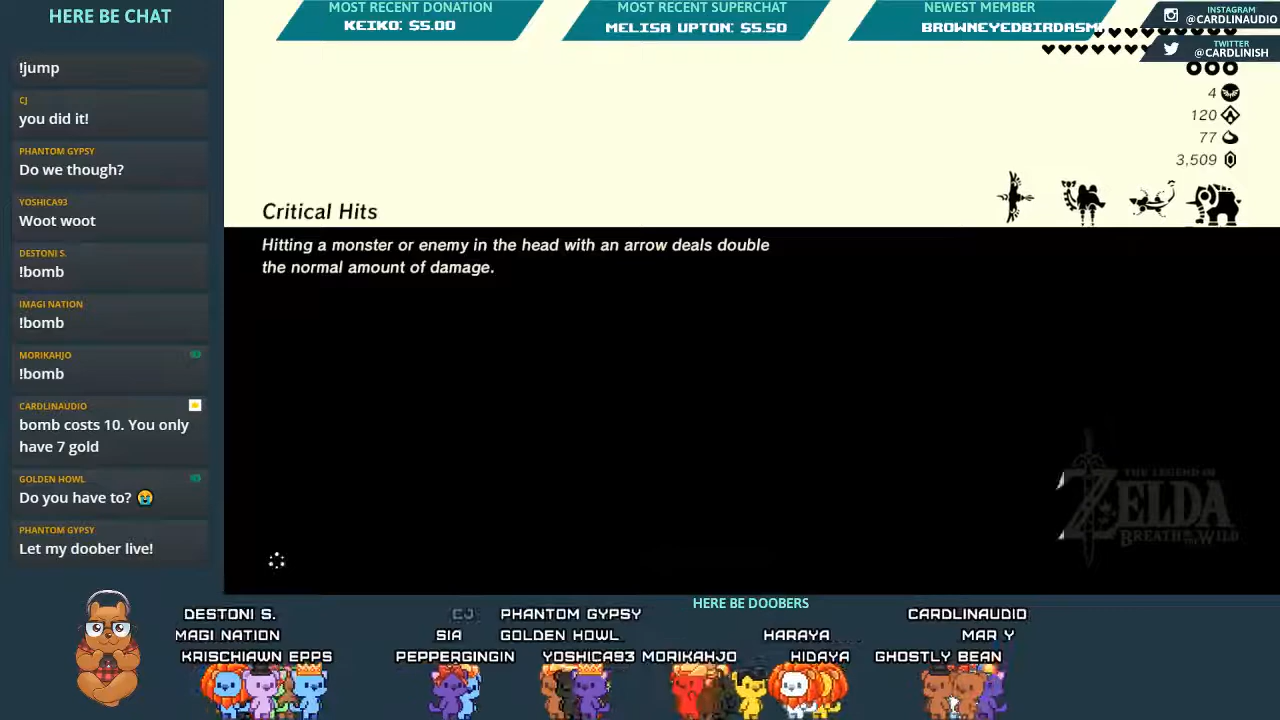 HERE BE CHAT
!jump
CJ
you did it!
PHANTOM GYPSY
Do we though?
YOSHICA93
Woot woot
DESTONI S.
!bomb
IMAGI NATION
!bomb
MORIKAHJO
!bomb
CARDLINAUDIO
bomb costs 10. You only
have 7 gold
GOLDEN HOWL
Do you have to? 😭
PHANTOM GYPSY
Let my doober live!
MOST RECENT DONATION
KEIKO: $5.00
MOST RECENT SUPERCHAT
MELISA UPTON: $5.50
NEWEST MEMBER
BROWNEYEDBIRDASM
INSTAGRAM
@CARDLINAUDIO
TWITTER
@CARDLINISH
4
120
77
3,509
Critical Hits
Hitting a monster or enemy in the head with an arrow deals double
the normal amount of damage.
THE LEGEND OF
ZELDA
BREATH OF THE WILD
HERE BE DOOBERS
DESTONI S.
MAGI NATION
KRISCHIAWN EPPS
CJ
SIA
PEPPERGINGIN
PHANTOM GYPSY
GOLDEN HOWL
YOSHICA93
MORIKAHJO
HARAYA
HIDAYA
CARDLINAUDIO
MAR Y
GHOSTLY BEAN